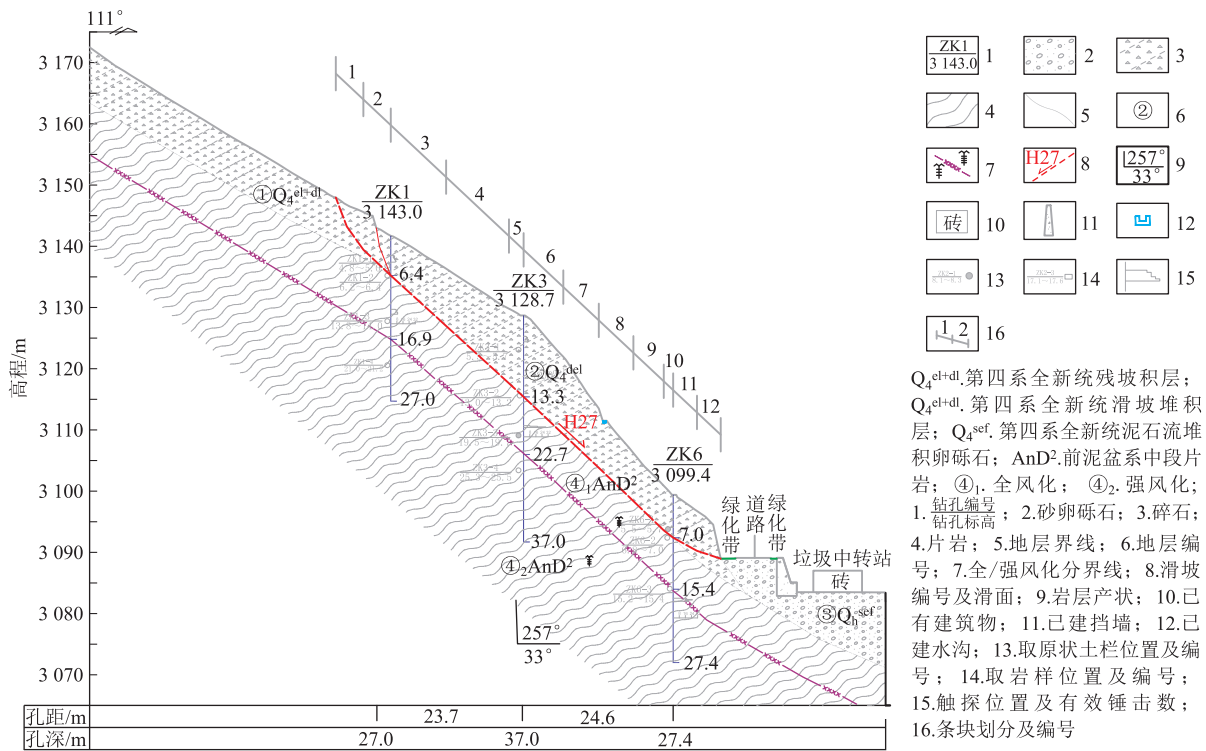 111°
3 170
3 160
3 150
3 140
3 130
3 120
3 110
3 100
3 090
3 080
3 070
高程/m
1
2
3
4
5
6
7
8
9
10
11
12
①Q₄ᵉˡ⁺ᵈˡ
ZK1
3 143.0
6.4
16.9
27.0
ZK3
3 128.7
②Q₄ᵈᵉˡ
13.3
H27
22.7
37.0
④₁AnD²
④₂AnD²
ZK6
3 099.4
7.0
15.4
27.4
257°
33°
绿化带
道路
绿化带
垃圾中转站
砖
③Qₕˢᵉᶠ
孔距/m 23.7 24.6
孔深/m 27.0 37.0 27.4
ZK1
3 143.0
1
2
3
4
5
② 6
7
H27 8
257°
33°
9
砖 10
11
12
13
14
15
1 2 16
Q₄ᵉˡ⁺ᵈˡ.第四系全新统残坡积层;
Q₄ᵉˡ⁺ᵈˡ.第四系全新统滑坡堆积
层; Q₄ˢᵉᶠ. 第四系全新统泥石流堆
积卵砾石; AnD².前泥盆系中段片
岩; ④₁. 全风化; ④₂. 强风化;
1. 钻孔编号/钻孔标高; 2.砂卵砾石; 3.碎石;
4.片岩; 5.地层界线; 6.地层编
号; 7.全/强风化分界线; 8.滑坡
编号及滑面; 9.岩层产状; 10.已
有建筑物; 11.已建挡墙; 12.已
建水沟; 13.取原状土栏位置及编
号; 14.取岩样位置及编号;
15.触探位置及有效锤击数;
16.条块划分及编号